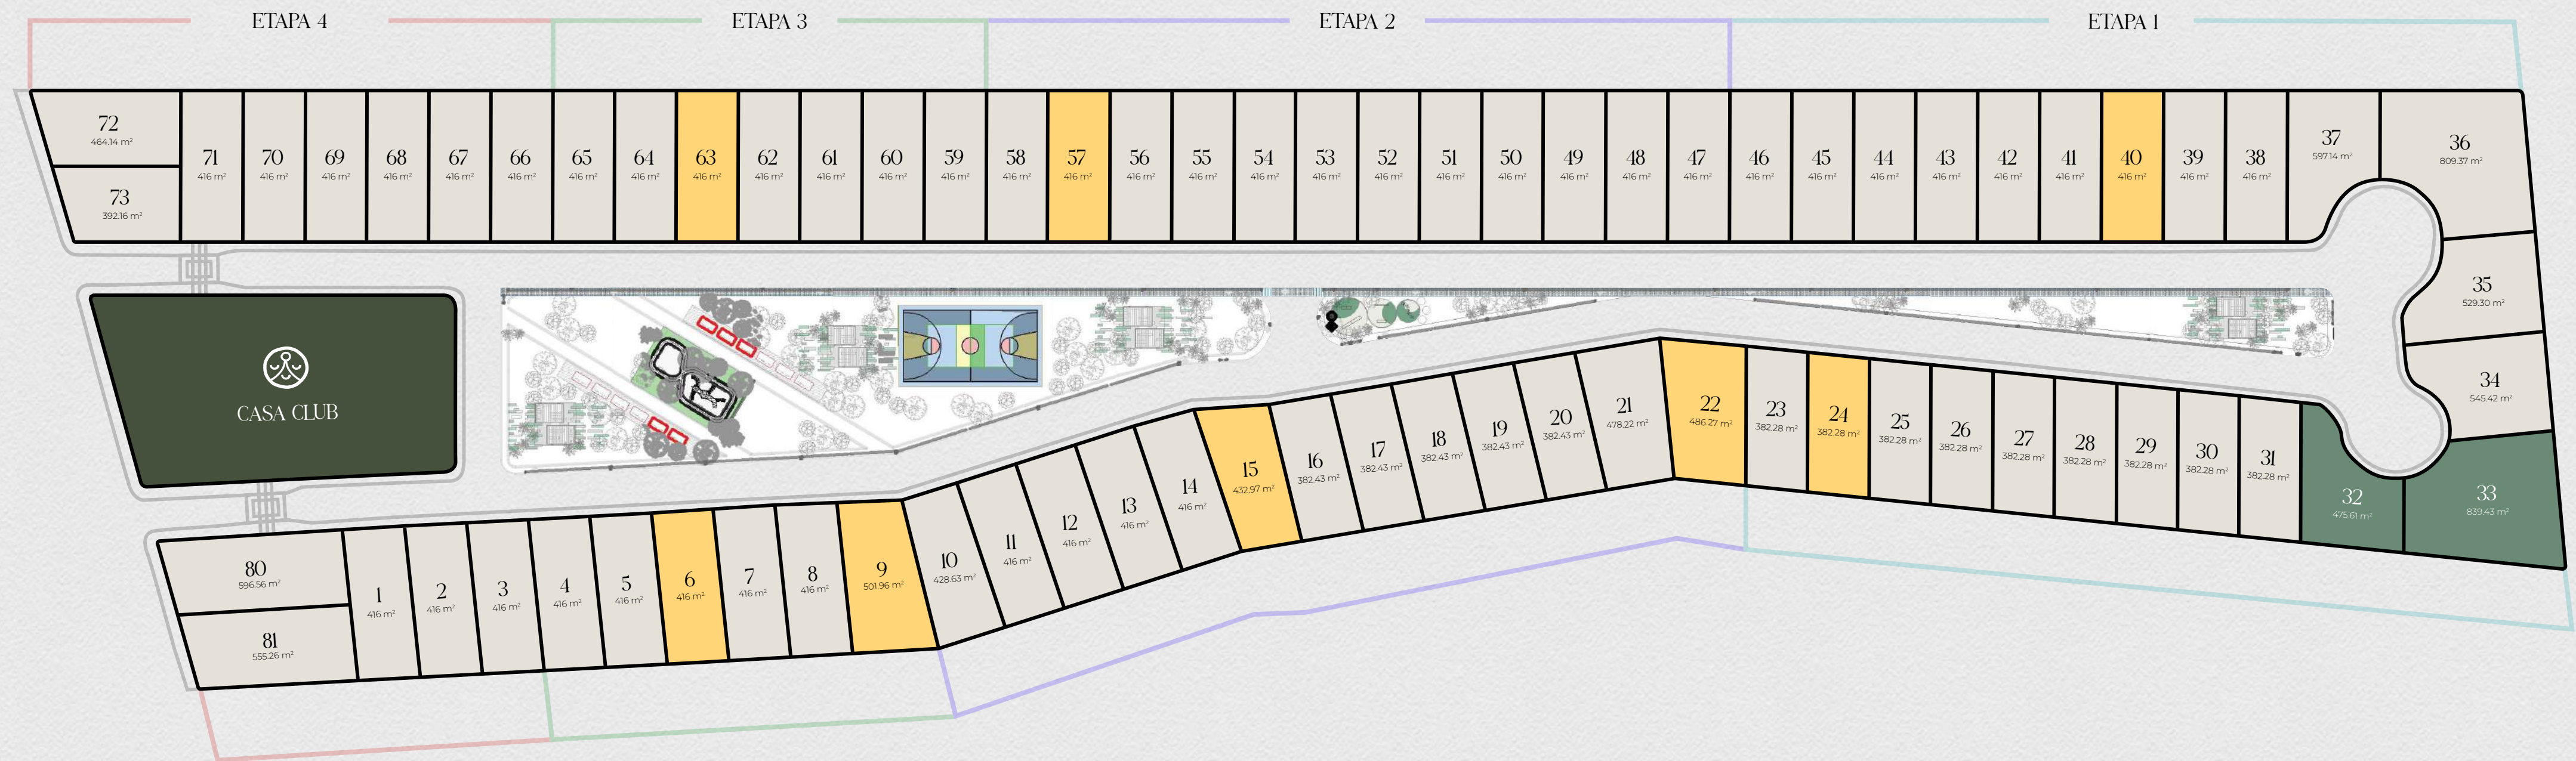 ETAPA 4
ETAPA 3
ETAPA 2
ETAPA 1
72
464.14 m²
73
392.16 m²
71
416 m²
70
416 m²
69
416 m²
68
416 m²
67
416 m²
66
416 m²
65
416 m²
64
416 m²
63
416 m²
62
416 m²
61
416 m²
60
416 m²
59
416 m²
58
416 m²
57
416 m²
56
416 m²
55
416 m²
54
416 m²
53
416 m²
52
416 m²
51
416 m²
50
416 m²
49
416 m²
48
416 m²
47
416 m²
46
416 m²
45
416 m²
44
416 m²
43
416 m²
42
416 m²
41
416 m²
40
416 m²
39
416 m²
38
416 m²
37
597.14 m²
36
809.37 m²
35
529.30 m²
34
545.42 m²
CASA CLUB
80
596.56 m²
81
555.26 m²
1
416 m²
2
416 m²
3
416 m²
4
416 m²
5
416 m²
6
416 m²
7
416 m²
8
416 m²
9
501.96 m²
10
428.63 m²
11
416 m²
12
416 m²
13
416 m²
14
416 m²
15
432.97 m²
16
382.43 m²
17
382.43 m²
18
382.43 m²
19
382.43 m²
20
382.43 m²
21
478.22 m²
22
486.27 m²
23
382.28 m²
24
382.28 m²
25
382.28 m²
26
382.28 m²
27
382.28 m²
28
382.28 m²
29
382.28 m²
30
382.28 m²
31
382.28 m²
32
475.61 m²
33
839.43 m²